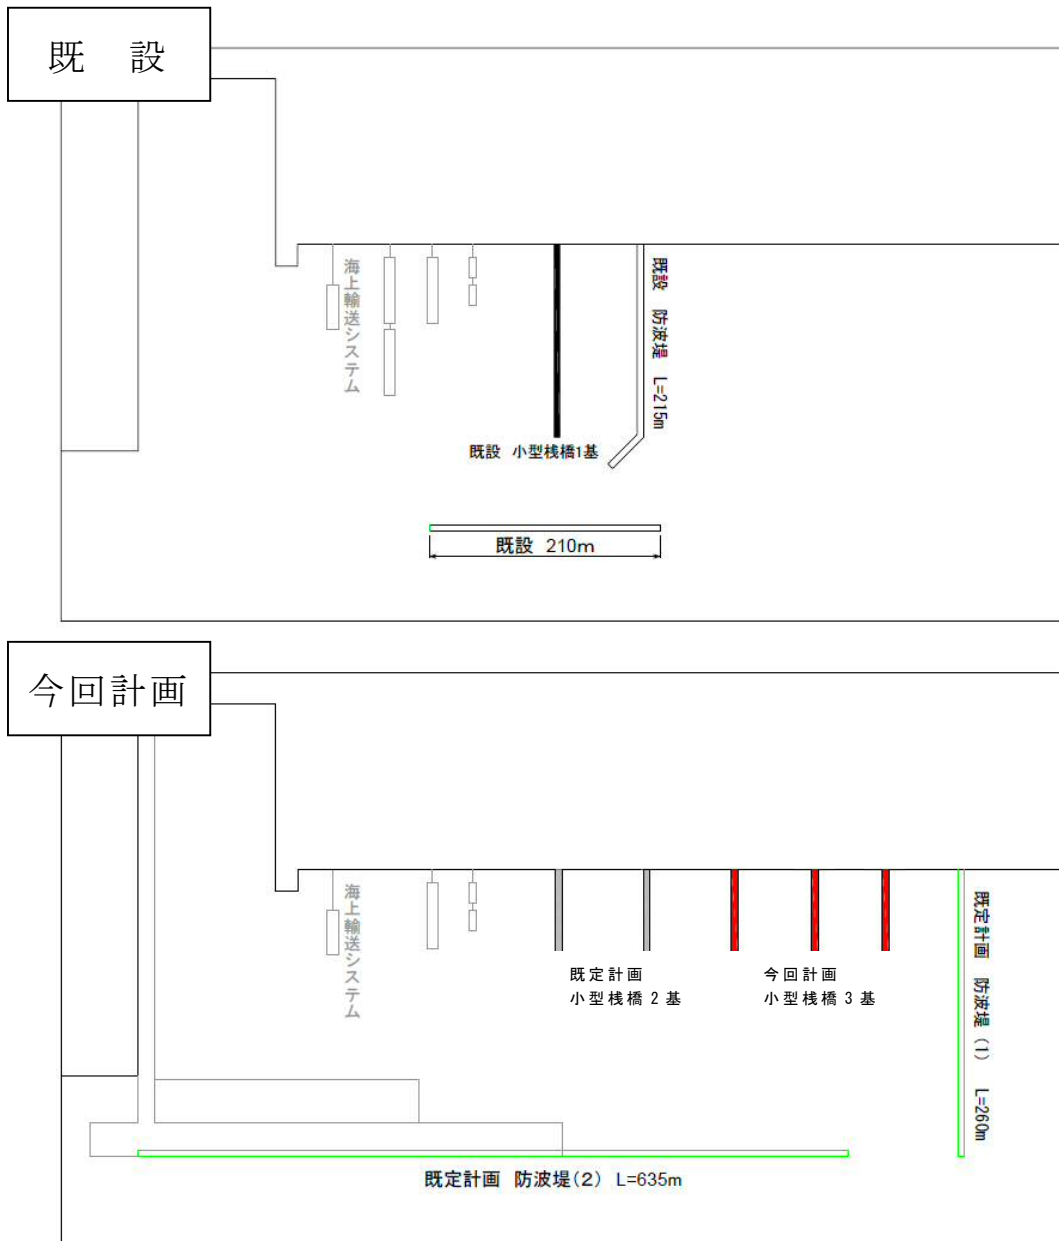 既 設
海上輸送システム
既設 防波堤 L=215m
既設 小型桟橋1基
既設 210m
今回計画
海上輸送システム
既定計画
小型桟橋2基
今回計画
小型桟橋3基
既定計画 防波堤(1) L=260m
既定計画 防波堤(2) L=635m